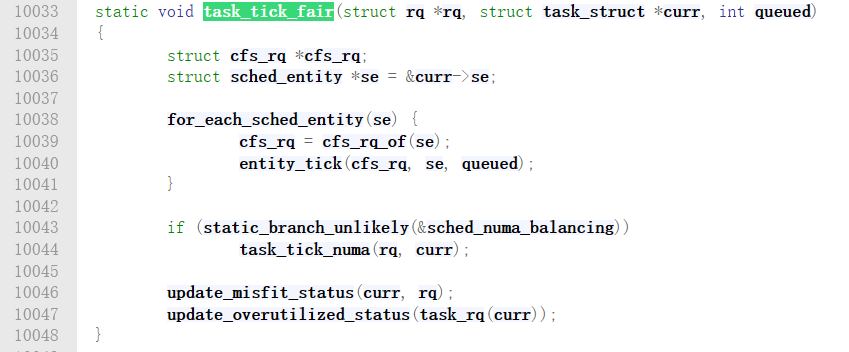 10033 static void task_tick_fair(struct rq *rq, struct task_struct *curr, int queued)
10034 {
10035 struct cfs_rq *cfs_rq;
10036 struct sched_entity *se = &curr->se;
10037
10038 for_each_sched_entity(se) {
10039 cfs_rq = cfs_rq_of(se);
10040 entity_tick(cfs_rq, se, queued);
10041 }
10042
10043 if (static_branch_unlikely(&sched_numa_balancing))
10044 task_tick_numa(rq, curr);
10045
10046 update_misfit_status(curr, rq);
10047 update_overutilized_status(task_rq(curr));
10048 }